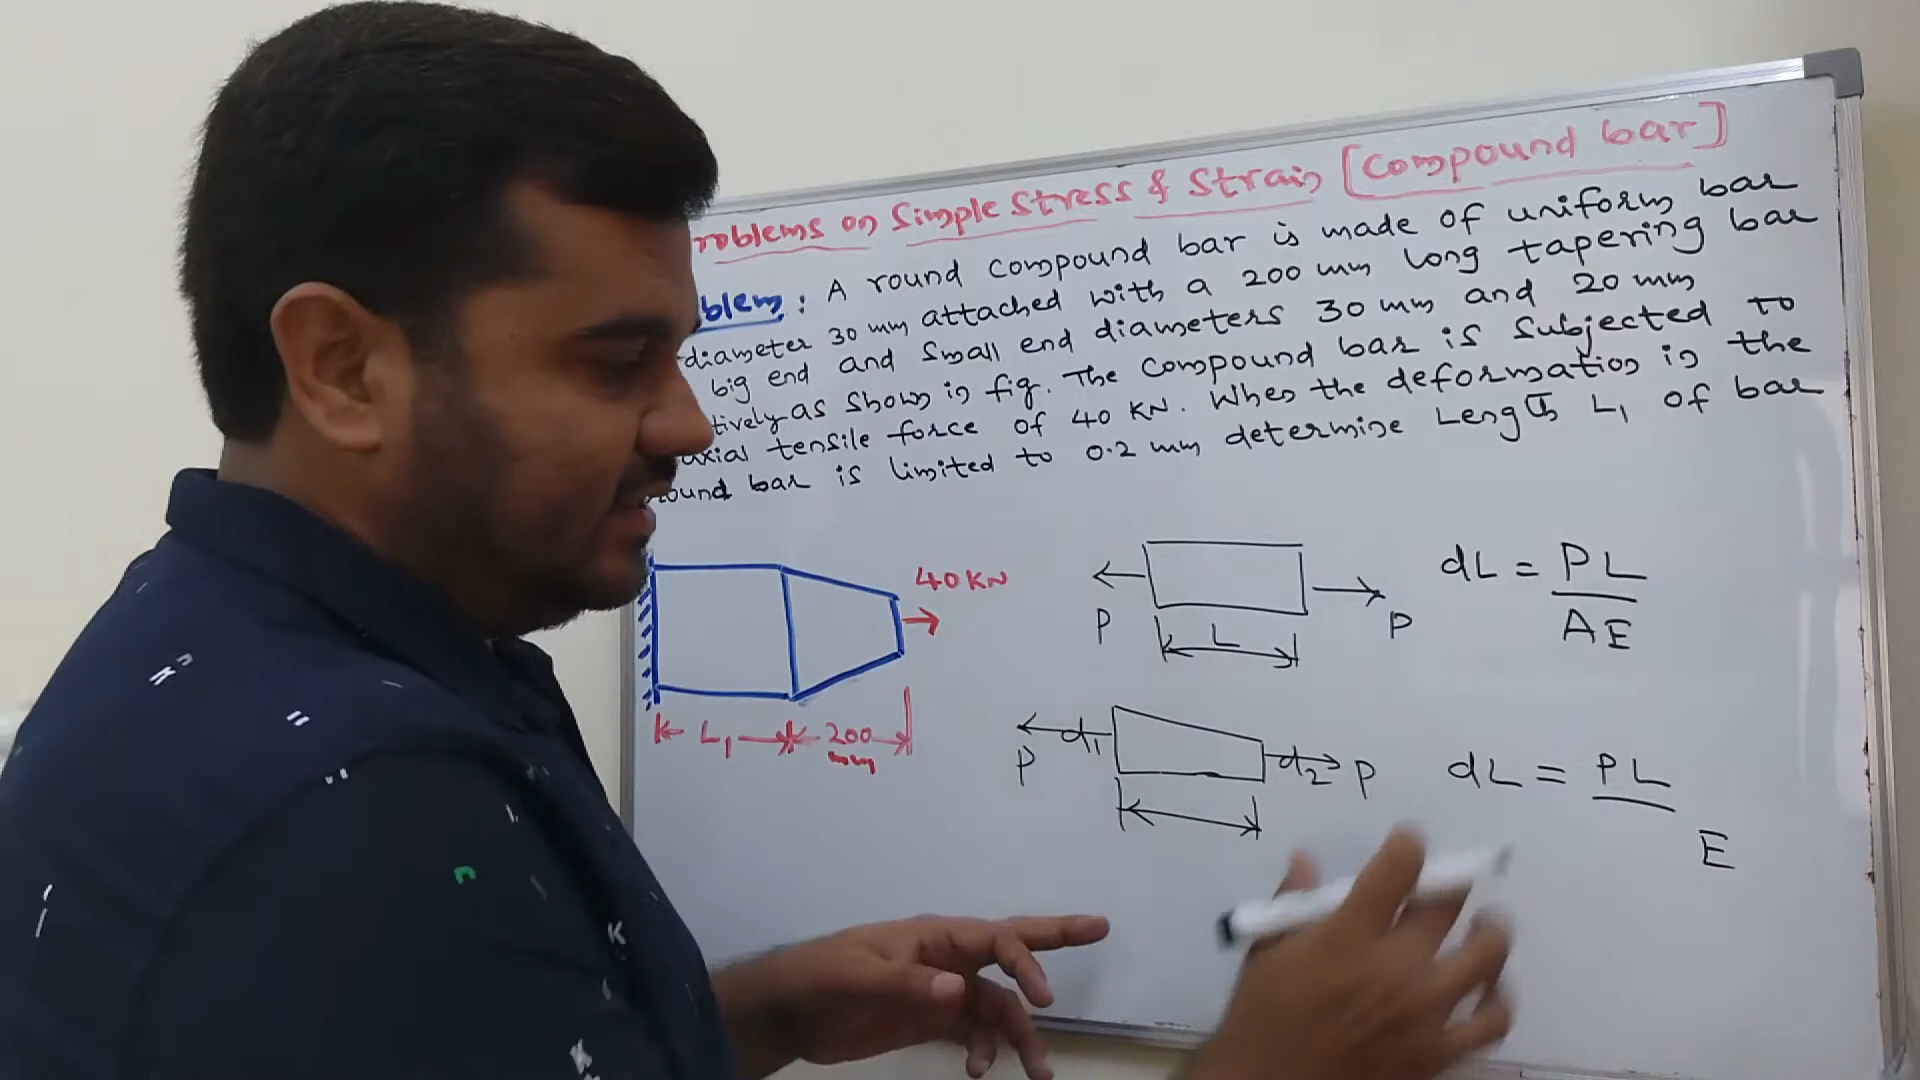 roblems on Simple Stress & Strain [Compound bar]
blem: A round compound bar is made of uniform bar
diameter 30 mm attached with a 200 mm long tapering bar
big end and small end diameters 30 mm and 20 mm
tively as shown in fig. The compound bar is subjected to
axial tensile force of 40 KN. When the deformation in the
ound bar is limited to 0.2 mm determine Length L1 of bar
40 KN
L1
200
mm
P
L
P
dL = PL
AE
P
d1
d2
P
dL = PL
E